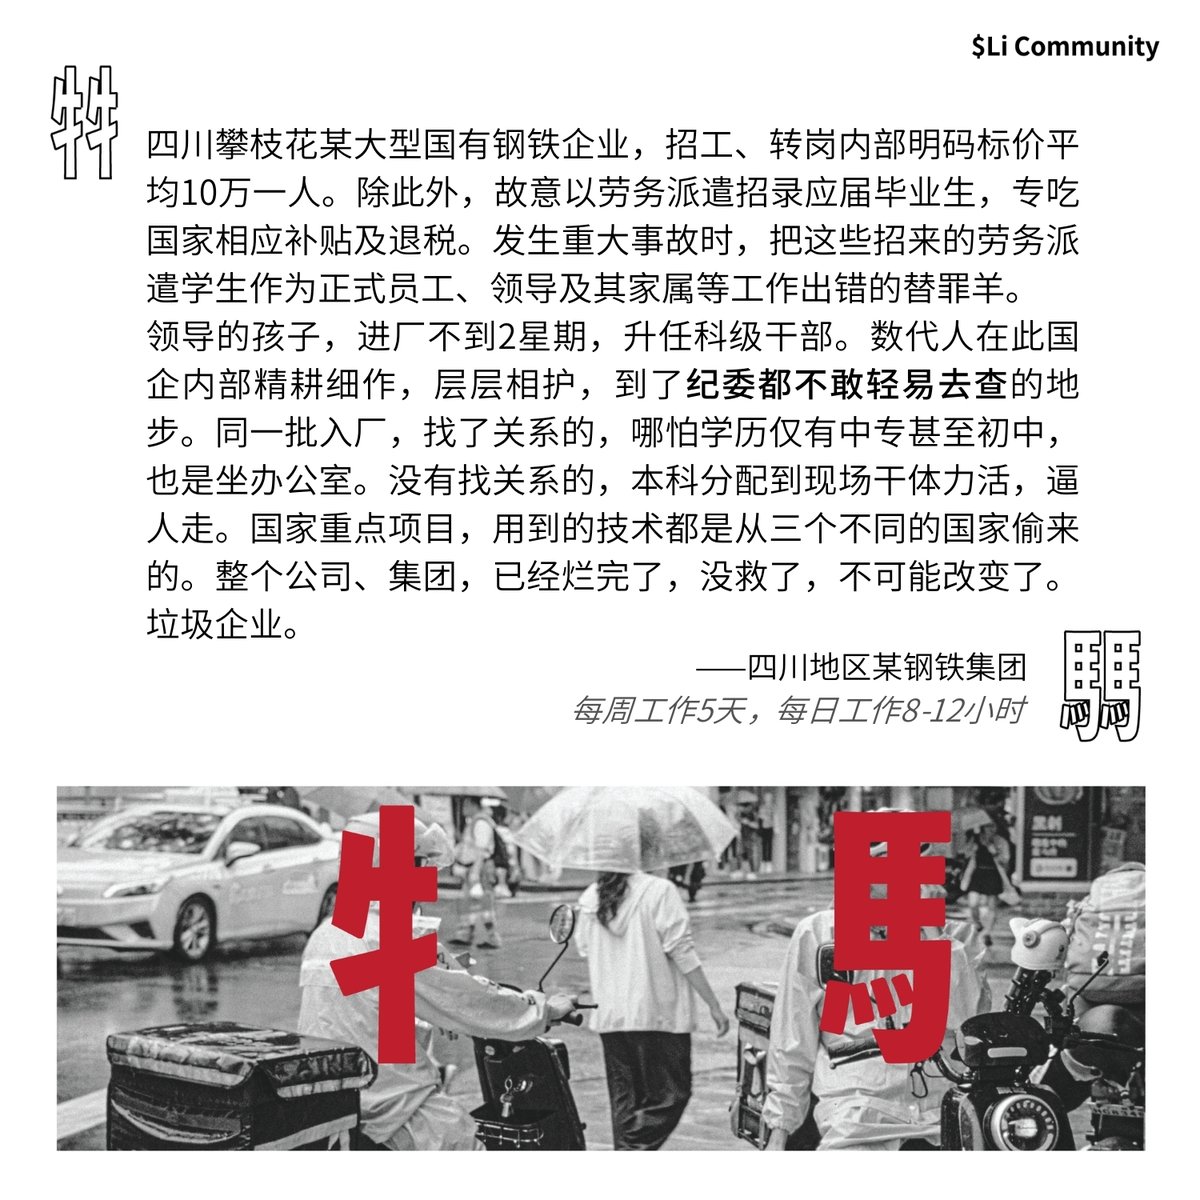 $Li Community
牜牜
四川攀枝花某大型国有钢铁企业，招工、转岗内部明码标价平
均10万一人。除此外，故意以劳务派遣招录应届毕业生，专吃
国家相应补贴及退税。发生重大事故时，把这些招来的劳务派
遣学生作为正式员工、领导及其家属等工作出错的替罪羊。
领导的孩子，进厂不到2星期，升任科级干部。数代人在此国
企内部精耕细作，层层相护，到了纪委都不敢轻易去查的地
步。同一批入厂，找了关系的，哪怕学历仅有中专甚至初中，
也是坐办公室。没有找关系的，本科分配到现场干体力活，逼
人走。国家重点项目，用到的技术都是从三个不同的国家偷来
的。整个公司、集团，已经烂完了，没救了，不可能改变了。
垃圾企业。
——四川地区某钢铁集团
每周工作5天，每日工作8-12小时
馬馬
牜 馬